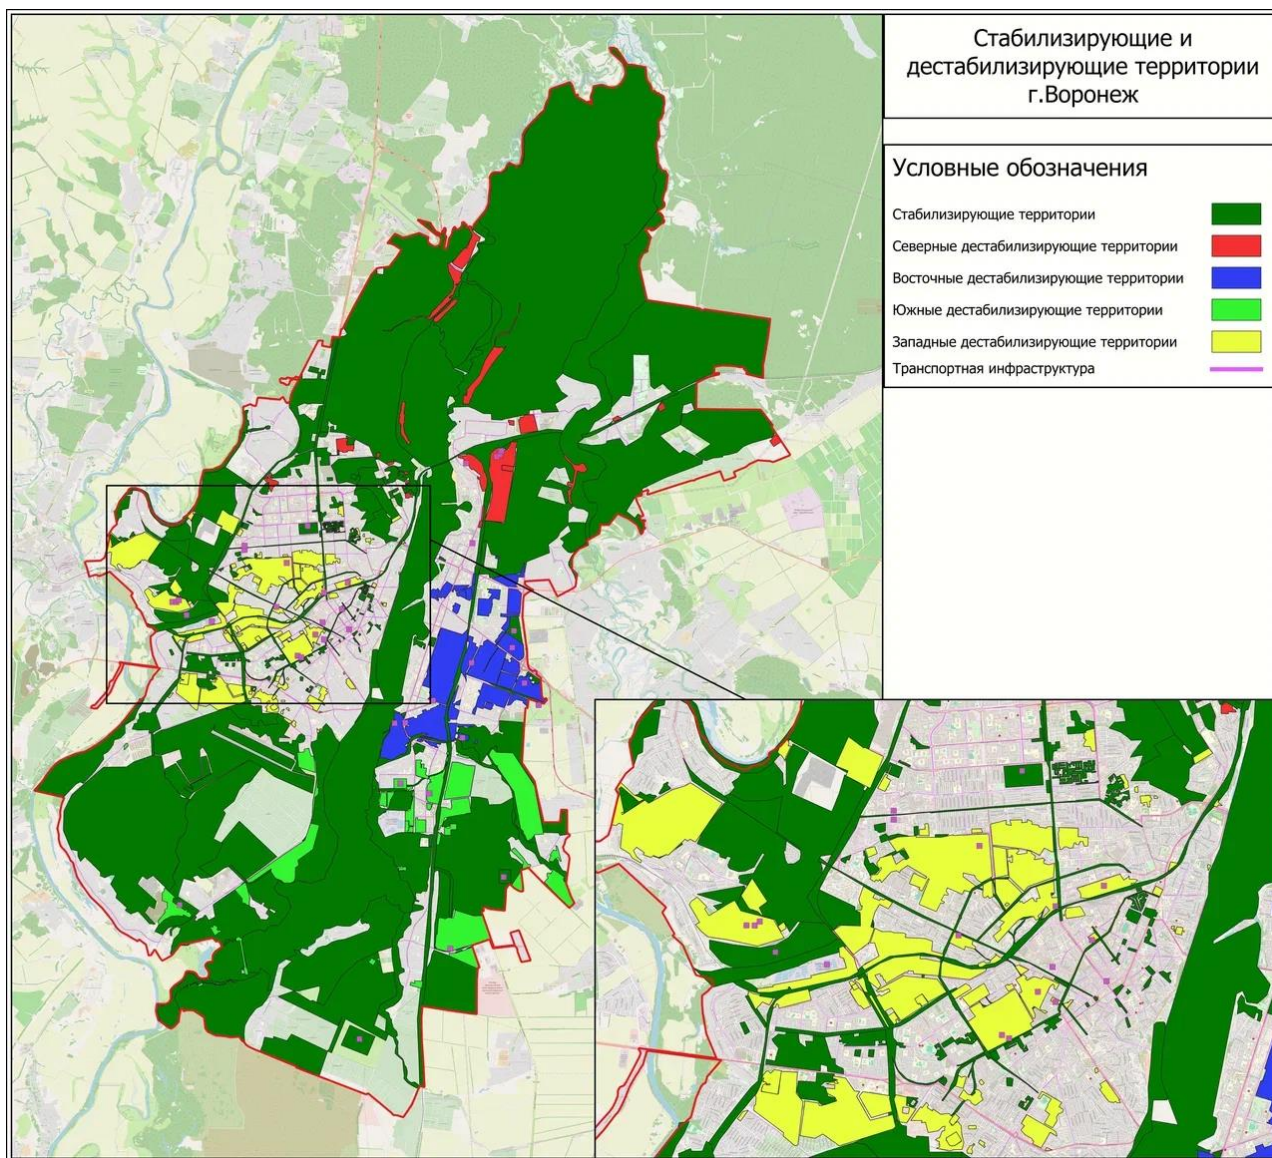 Стабилизирующие и
дестабилизирующие территории
г.Воронеж
Условные обозначения
Стабилизирующие территории
Северные дестабилизирующие территории
Восточные дестабилизирующие территории
Южные дестабилизирующие территории
Западные дестабилизирующие территории
Транспортная инфраструктура